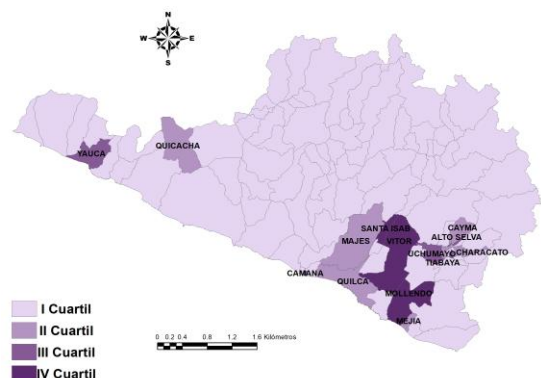 N
W E
S
QUICACHA
YAUCA
SANTA ISAB
CAYMA
ALTO SELVA
MAJES
VITOR
UCHUMAYO
CHARACATO
TIABAYA
CAMANA
QUILCA
MOLLENDO
MEJIA
I Cuartil
II Cuartil
III Cuartil
IV Cuartil
0 0.2 0.4 0.8 1.2 1.6 Kilómtros